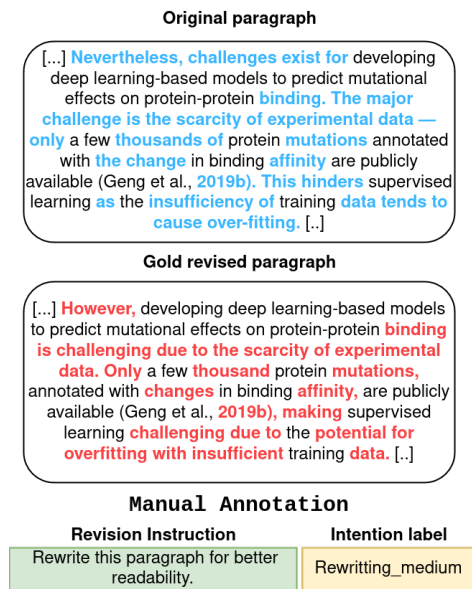 Original paragraph
[...] Nevertheless, challenges exist for developing
deep learning-based models to predict mutational
effects on protein-protein binding. The major
challenge is the scarcity of experimental data —
only a few thousands of protein mutations annotated
with the change in binding affinity are publicly
available (Geng et al., 2019b). This hinders supervised
learning as the insufficiency of training data tends to
cause over-fitting. [..]
Gold revised paragraph
[...] However, developing deep learning-based models
to predict mutational effects on protein-protein binding
is challenging due to the scarcity of experimental
data. Only a few thousand protein mutations,
annotated with changes in binding affinity, are publicly
available (Geng et al., 2019b), making supervised
learning challenging due to the potential for
overfitting with insufficient training data. [..]
Manual Annotation
Revision Instruction
Intention label
Rewrite this paragraph for better
readability.
Rewritting_medium